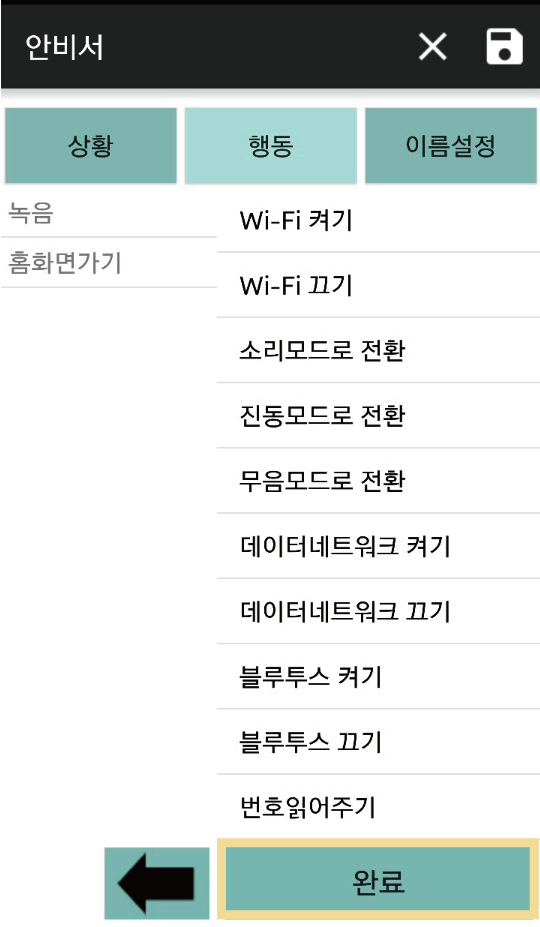 안비서
상황 행동 이름설정
녹음
홈화면가기
Wi-Fi 켜기
Wi-Fi 끄기
소리모드로 전환
진동모드로 전환
무음모드로 전환
데이터네트워크 켜기
데이터네트워크 끄기
블루투스 켜기
블루투스 끄기
번호읽어주기
완료